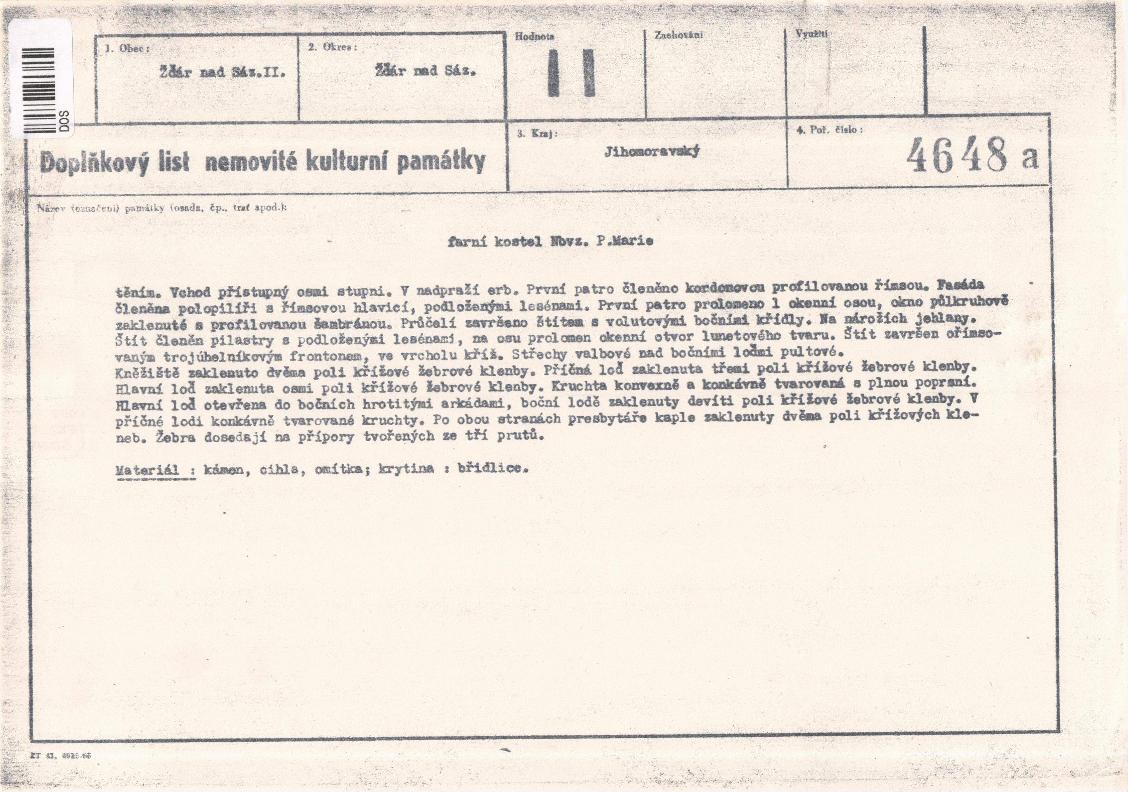 1. Obec:
2. Okres:
Hodnota
Zachování
Využití
Žďár nad Sáz.II.
Žďár nad Sáz.
II
DOS
Doplňkový list nemovité kulturní památky
3. Kraj:
Jihomoravský
4. Poř. číslo:
4648 a
Název (označení) památky (osada, čp., trať apod.):
farní kostel Nbvz. P.Marie
těním. Vchod přístupný osmi stupni. V nadpraží erb. První patro členěno kordonovou profilovanou římsou. Fasáda
členěna polopilíři s římsovou hlavicí, podloženými lesénami. První patro prolomeno 1 okenní osou, okno půlkruhově
zaklenuté s profilovanou šambránou. Průčelí završeno štítem s volutovými bočními křídly. Na nárožích jehlany.
Štít členěn pilastry s podloženými lesénami, na osu prolomen okenní otvor lunetového tvaru. Štít završen ořímso-
vaným trojúhelníkovým frontonem, ve vrcholu kříž. Střechy valbové nad bočními loďmi pultové.
Kněžiště zaklenuto dvěma poli křížové žebrové klenby. Příčná loď zaklenuta třemi poli křížové žebrové klenby.
Hlavní loď zaklenuta osmi poli křížové žebrové klenby. Kruchta konvexně a konkávně tvarovaná s plnou poprsní.
Hlavní loď otevřena do bočních hrotitými arkádami, boční lodě zaklenuty devíti poli křížové žebrové klenby. V
příčné lodi konkávně tvarované kruchty. Po obou stranách presbytáře kaple zaklenuty dvěma poli křížových kle-
neb. Žebra dosedají na přípory tvořených ze tří prutů.
Materiál : kámen, cihla, omítka; krytina : břidlice.